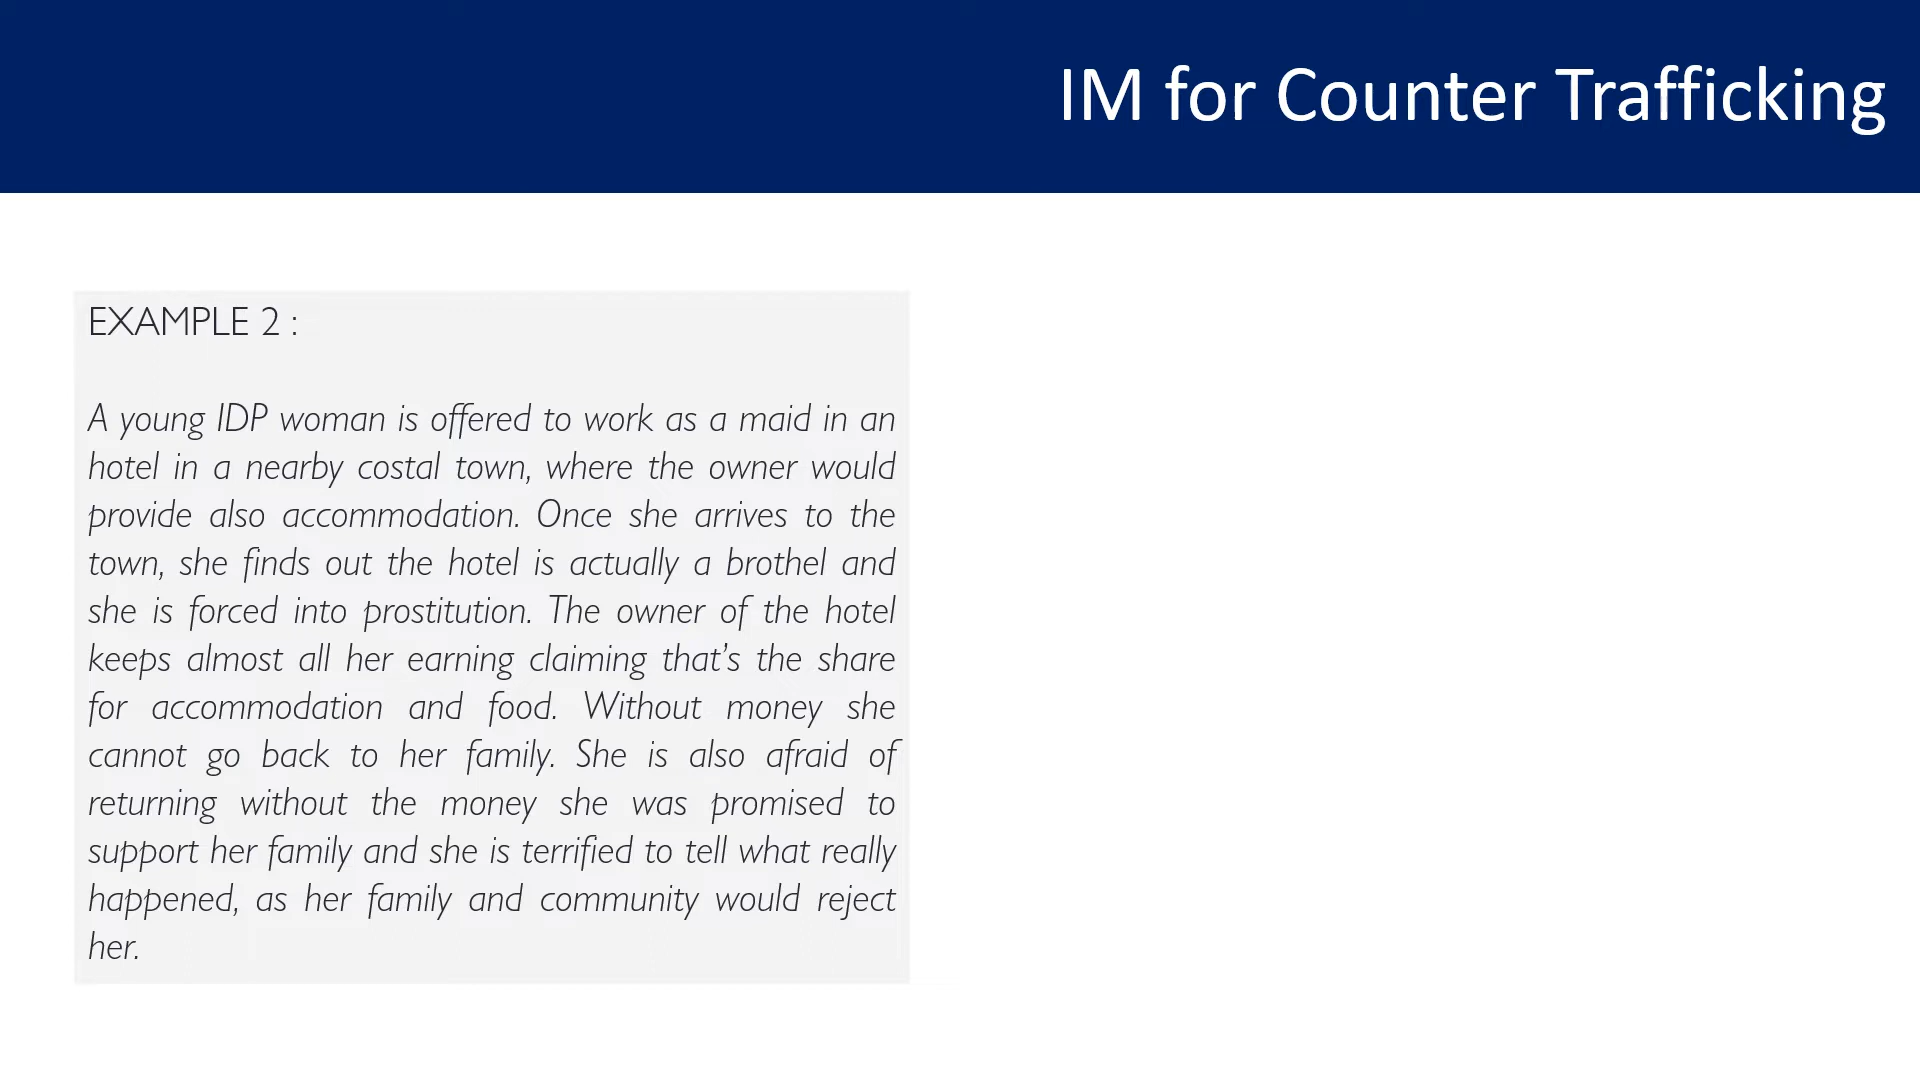 IM for Counter Trafficking
EXAMPLE 2 :
A young IDP woman is offered to work as a maid in an
hotel in a nearby costal town, where the owner would
provide also accommodation. Once she arrives to the
town, she finds out the hotel is actually a brothel and
she is forced into prostitution. The owner of the hotel
keeps almost all her earning claiming that’s the share
for accommodation and food. Without money she
cannot go back to her family. She is also afraid of
returning without the money she was promised to
support her family and she is terrified to tell what really
happened, as her family and community would reject
her.